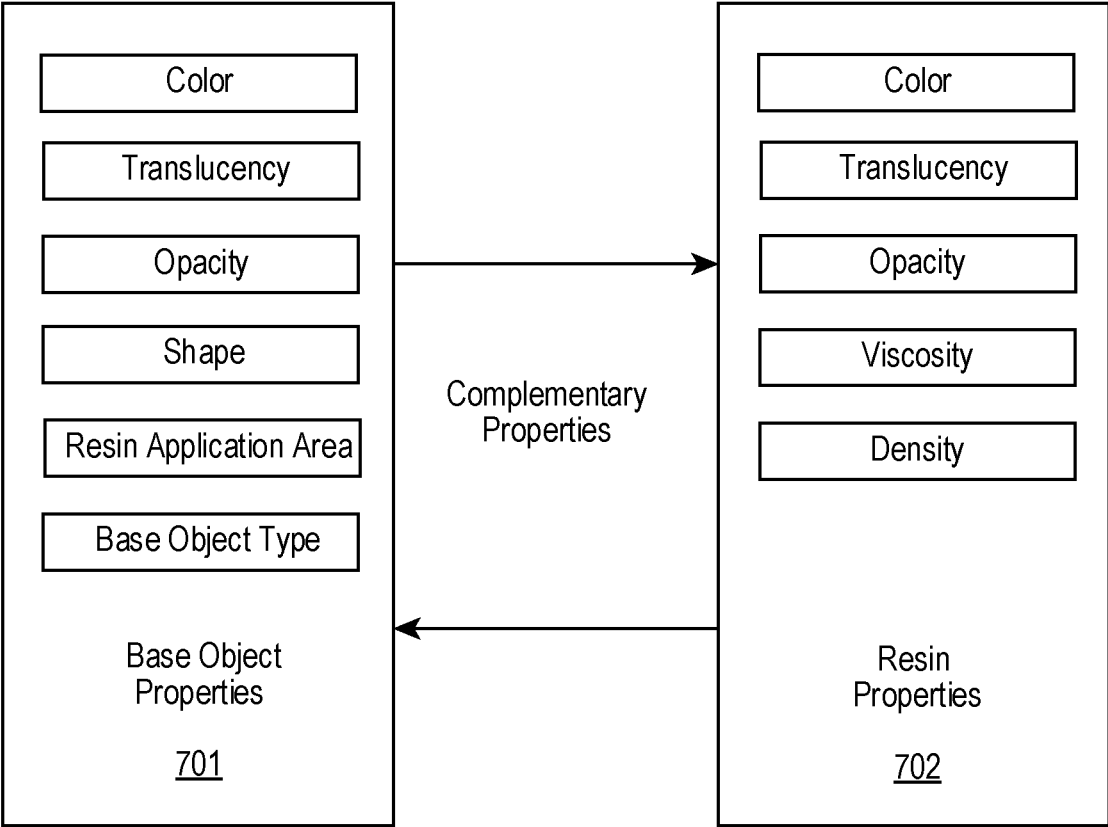 Color
Translucency
Opacity
Shape
Resin Application Area
Base Object Type
Base Object
Properties
701
Complementary
Properties
Color
Translucency
Opacity
Viscosity
Density
Resin
Properties
702